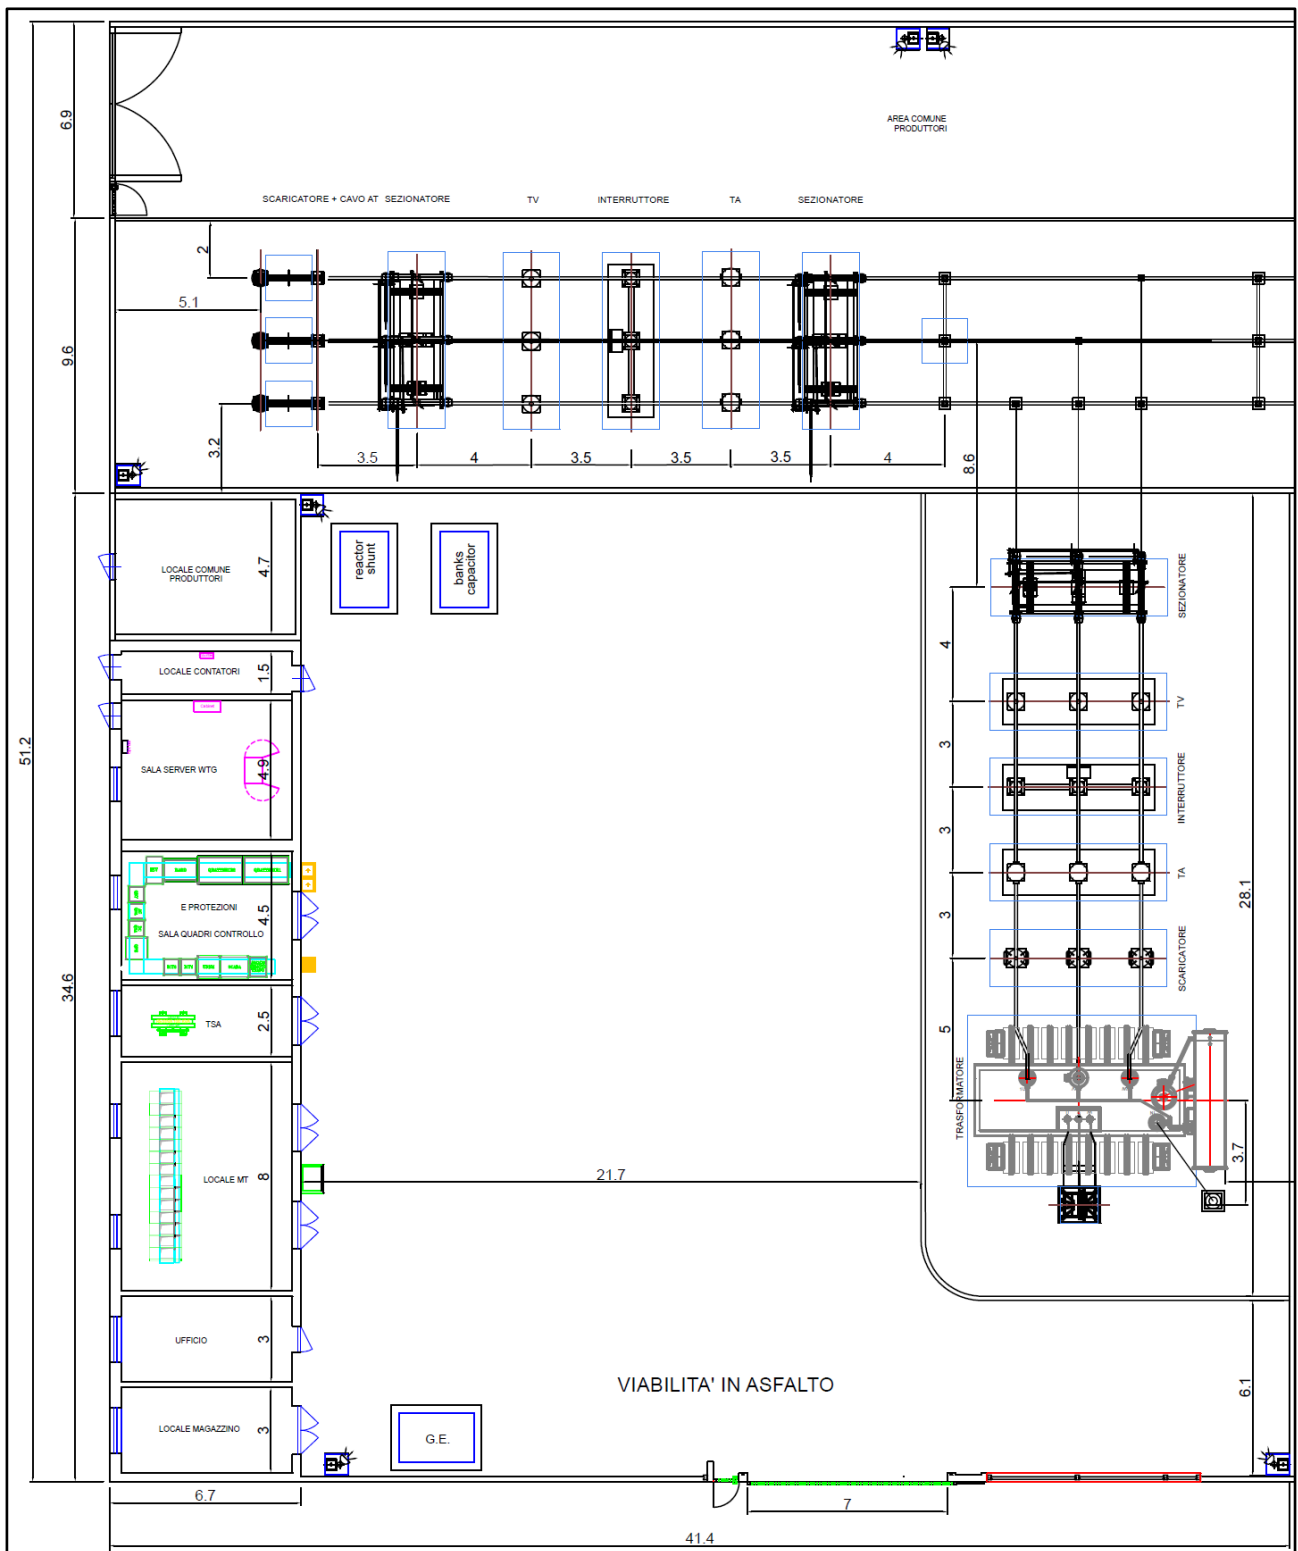 AREA COMUNE
PRODUTTORI
6.9
SCARICATORE + CAVO AT
SEZIONATORE
TV
INTERRUTTORE
TA
SEZIONATORE
2
5.1
9.6
3.2
3.5
4
3.5
3.5
3.5
4
8.6
reactor
shunt
banks
capacitor
LOCALE COMUNE
PRODUTTORI
4.7
SEZIONATORE
4
LOCALE CONTATORI
1.5
TV
51.2
SALA SERVER WTG
4.9
3
INTERRUTTORE
3
TA
E PROTEZIONI
SALA QUADRI CONTROLLO
4.5
3
28.1
SCARICATORE
34.6
TSA
2.5
5
TRASFORMATORE
LOCALE MT
8
21.7
3.7
UFFICIO
3
VIABILITA' IN ASFALTO
6.1
LOCALE MAGAZZINO
3
G.E.
6.7
7
41.4